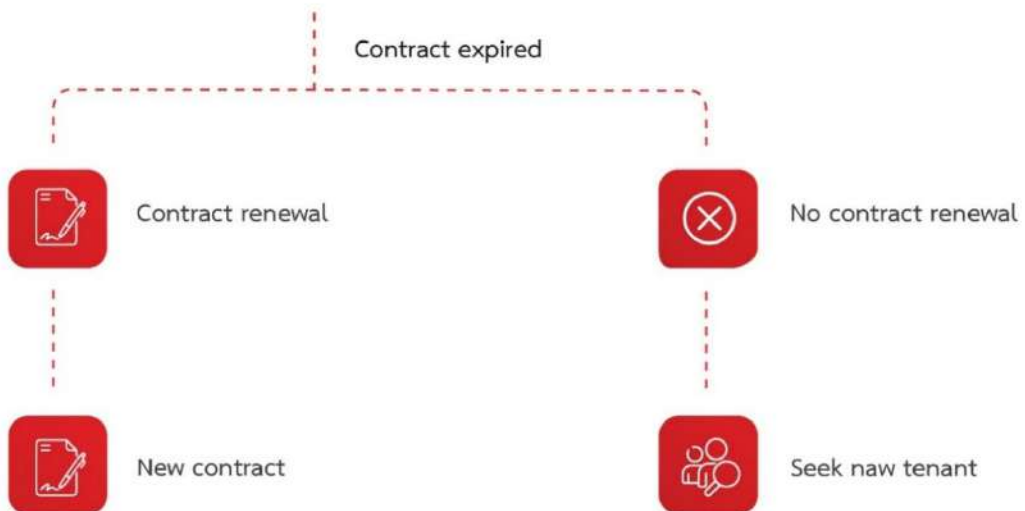 Contract expired
Contract renewal
No contract renewal
New contract
Seek naw tenant